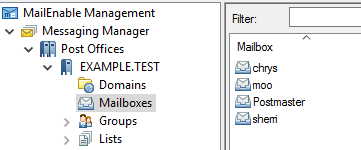 MailEnable Management
Messaging Manager
Post Offices
EXAMPLE.TEST
Domains
Mailboxes
Groups
Lists
Filter:
Mailbox
chrys
moo
Postmaster
sherri